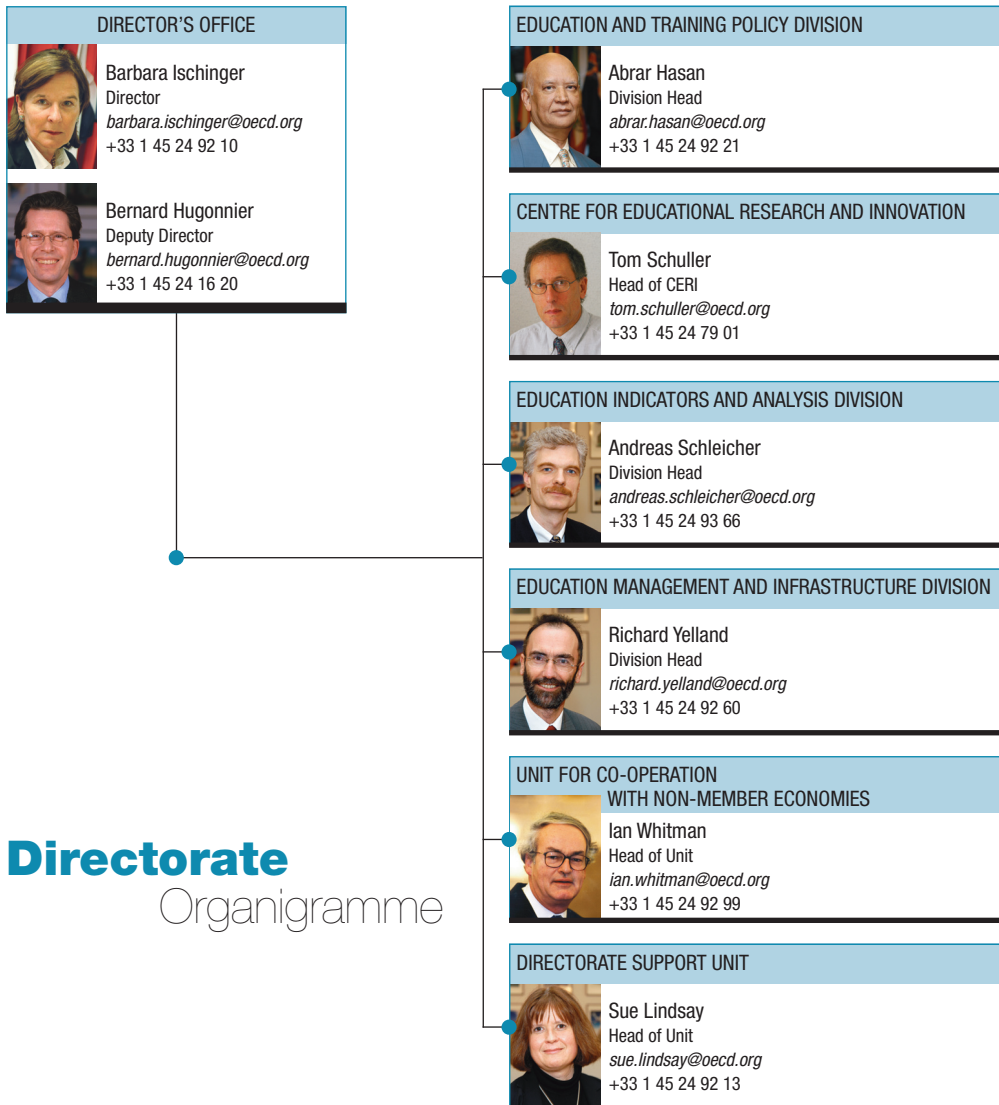 DIRECTOR'S OFFICE
Barbara Ischinger
Director
barbara.ischinger@oecd.org
+33 1 45 24 92 10
Bernard Hugonnier
Deputy Director
bernard.hugonnier@oecd.org
+33 1 45 24 16 20
EDUCATION AND TRAINING POLICY DIVISION
Abrar Hasan
Division Head
abrar.hasan@oecd.org
+33 1 45 24 92 21
CENTRE FOR EDUCATIONAL RESEARCH AND INNOVATION
Tom Schuller
Head of CERI
tom.schuller@oecd.org
+33 1 45 24 79 01
EDUCATION INDICATORS AND ANALYSIS DIVISION
Andreas Schleicher
Division Head
andreas.schleicher@oecd.org
+33 1 45 24 93 66
EDUCATION MANAGEMENT AND INFRASTRUCTURE DIVISION
Richard Yelland
Division Head
richard.yelland@oecd.org
+33 1 45 24 92 60
UNIT FOR CO-OPERATION
WITH NON-MEMBER ECONOMIES
Ian Whitman
Head of Unit
ian.whitman@oecd.org
+33 1 45 24 92 99
DIRECTORATE SUPPORT UNIT
Sue Lindsay
Head of Unit
sue.lindsay@oecd.org
+33 1 45 24 92 13
Directorate
Organigramme